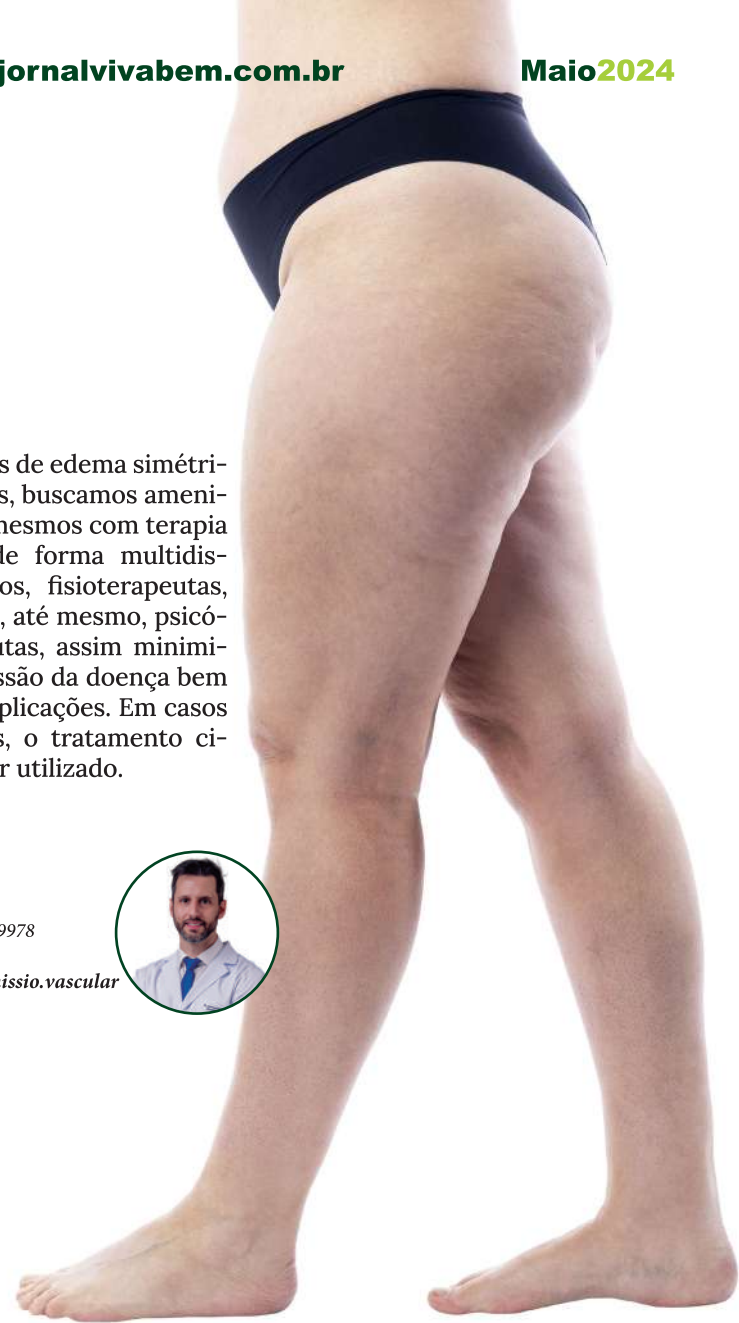 jornalvivabem.com.br
Maio2024
s de edema simétri-
s, buscamos ameni-
nesmos com terapia
de forma multidis-
os, fisioterapeutas,
, até mesmo, psicó-
utas, assim minimi-
ssão da doença bem
plicações. Em casos
s, o tratamento ci-
r utilizado.
9978
issio.vascular